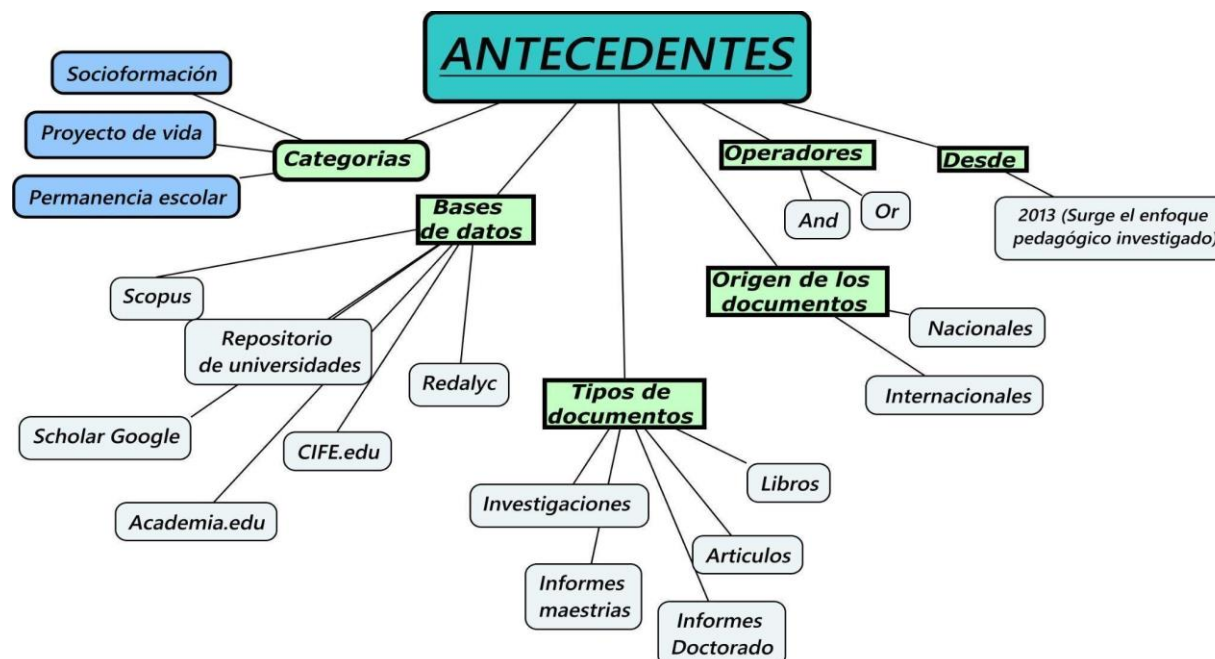 ANTECEDENTES
Socioformación
Proyecto de vida
Permanencia escolar
Categorias
Bases
de datos
Scopus
Repositorio
de universidades
Scholar Google
Academia.edu
CIFE.edu
Redalyc
Tipos de
documentos
Investigaciones
Informes
maestrias
Informes
Doctorado
Articulos
Libros
Origen de los
documentos
Nacionales
Internacionales
Operadores
And
Or
Desde
2013 (Surge el enfoque
pedagógico investigado)